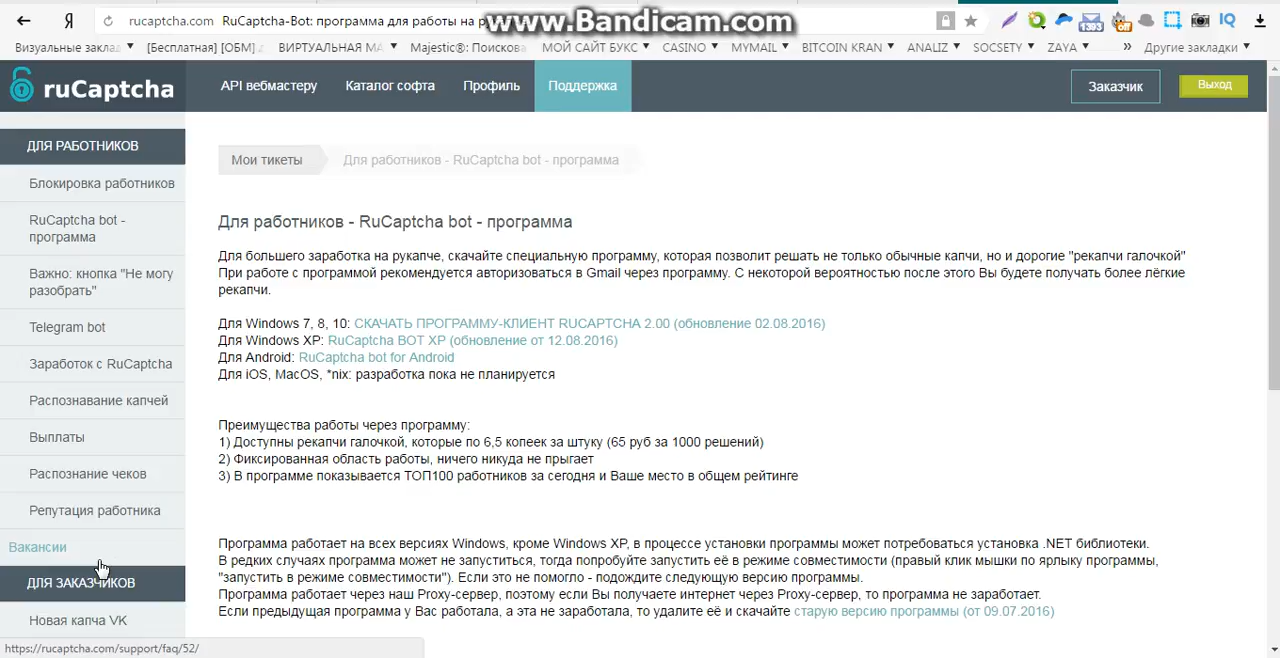 Я rucaptcha.com RuCaptcha-Bot: программа для работы на р
www.Bandicam.com
1393 off IQ
Визуальные заклад [Бесплатная] [ОБМ] ВИРТУАЛЬНАЯ МА Majestic®: Поискова МОЙ САЙТ БУКС CASINO MYMAIL BITCOIN KRAN ANALIZ SOCSETY ZAYA » Другие закладки
ruCaptcha API вебмастеру Каталог софта Профиль Поддержка Заказчик Выход
ДЛЯ РАБОТНИКОВ
Блокировка работников
RuCaptcha bot -
программа
Важно: кнопка "Не могу
разобрать"
Telegram bot
Заработок с RuCaptcha
Распознавание капчей
Выплаты
Распознание чеков
Репутация работника
Вакансии
ДЛЯ ЗАКАЗЧИКОВ
Новая капча VK
https://rucaptcha.com/support/faq/52/
Мои тикеты Для работников - RuCaptcha bot - программа
Для работников - RuCaptcha bot - программа
Для большего заработка на рукапче, скачайте специальную программу, которая позволит решать не только обычные капчи, но и дорогие "рекапчи галочкой"
При работе с программой рекомендуется авторизоваться в Gmail через программу. С некоторой вероятностью после этого Вы будете получать более лёгкие
рекапчи.
Для Windows 7, 8, 10: СКАЧАТЬ ПРОГРАММУ-КЛИЕНТ RUCAPTCHA 2.00 (обновление 02.08.2016)
Для Windows XP: RuCaptcha BOT XP (обновление от 12.08.2016)
Для Android: RuCaptcha bot for Android
Для iOS, MacOS, *nix: разработка пока не планируется
Преимущества работы через программу:
1) Доступны рекапчи галочкой, которые по 6,5 копеек за штуку (65 руб за 1000 решений)
2) Фиксированная область работы, ничего никуда не прыгает
3) В программе показывается ТОП100 работников за сегодня и Ваше место в общем рейтинге
Программа работает на всех версиях Windows, кроме Windows XP, в процессе установки программы может потребоваться установка .NET библиотеки.
В редких случаях программа может не запуститься, тогда попробуйте запустить её в режиме совместимости (правый клик мышки по ярлыку программы,
"запустить в режиме совместимости"). Если это не помогло - подождите следующую версию программы.
Программа работает через наш Proxy-сервер, поэтому если Вы получаете интернет через Proxy-сервер, то программа не заработает.
Если предыдущая программа у Вас работала, а эта не заработала, то удалите её и скачайте старую версию программы (от 09.07.2016)